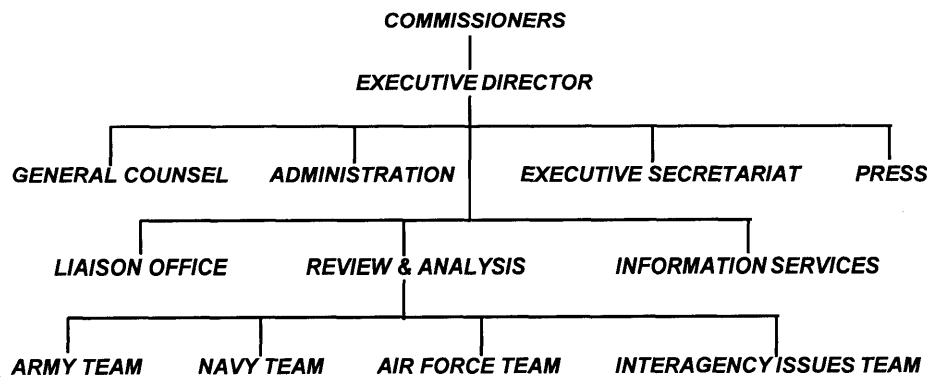 COMMISSIONERS
EXECUTIVE DIRECTOR
GENERAL COUNSEL ADMINISTRATION EXECUTIVE SECRETARIAT PRESS
LIAISON OFFICE REVIEW & ANALYSIS INFORMATION SERVICES
ARMY TEAM NAVY TEAM AIR FORCE TEAM INTERAGENCY ISSUES TEAM